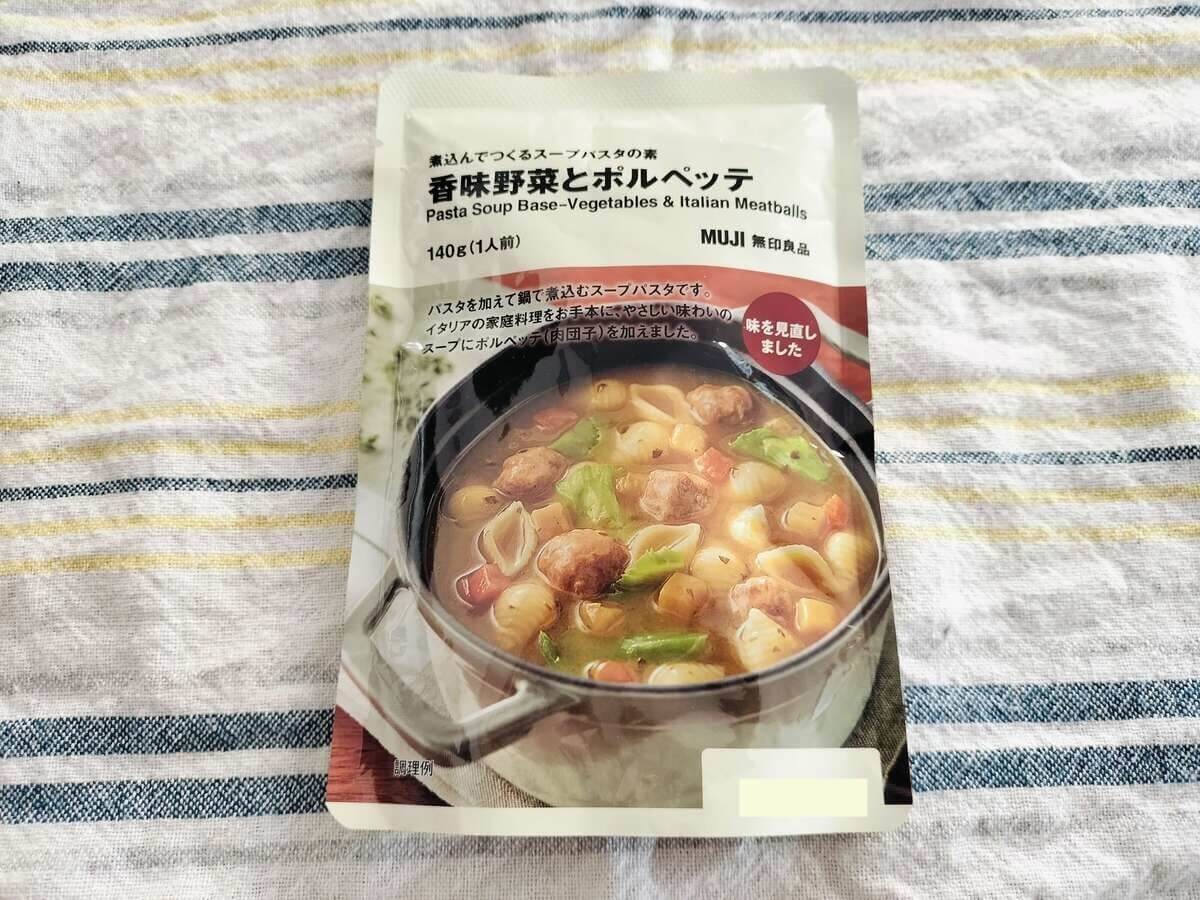 煮込んでつくるスープパスタの素
香味野菜とポルペッテ
Pasta Soup Base-Vegetables & Italian Meatballs
140g(1人前)
MUJI 無印良品
パスタを加えて鍋で煮込むスープパスタです。
イタリアの家庭料理をお手本に、やさしい味わいの
スープにポルペッテ(肉団子)を加えました。
味を見直し
ました
調理例